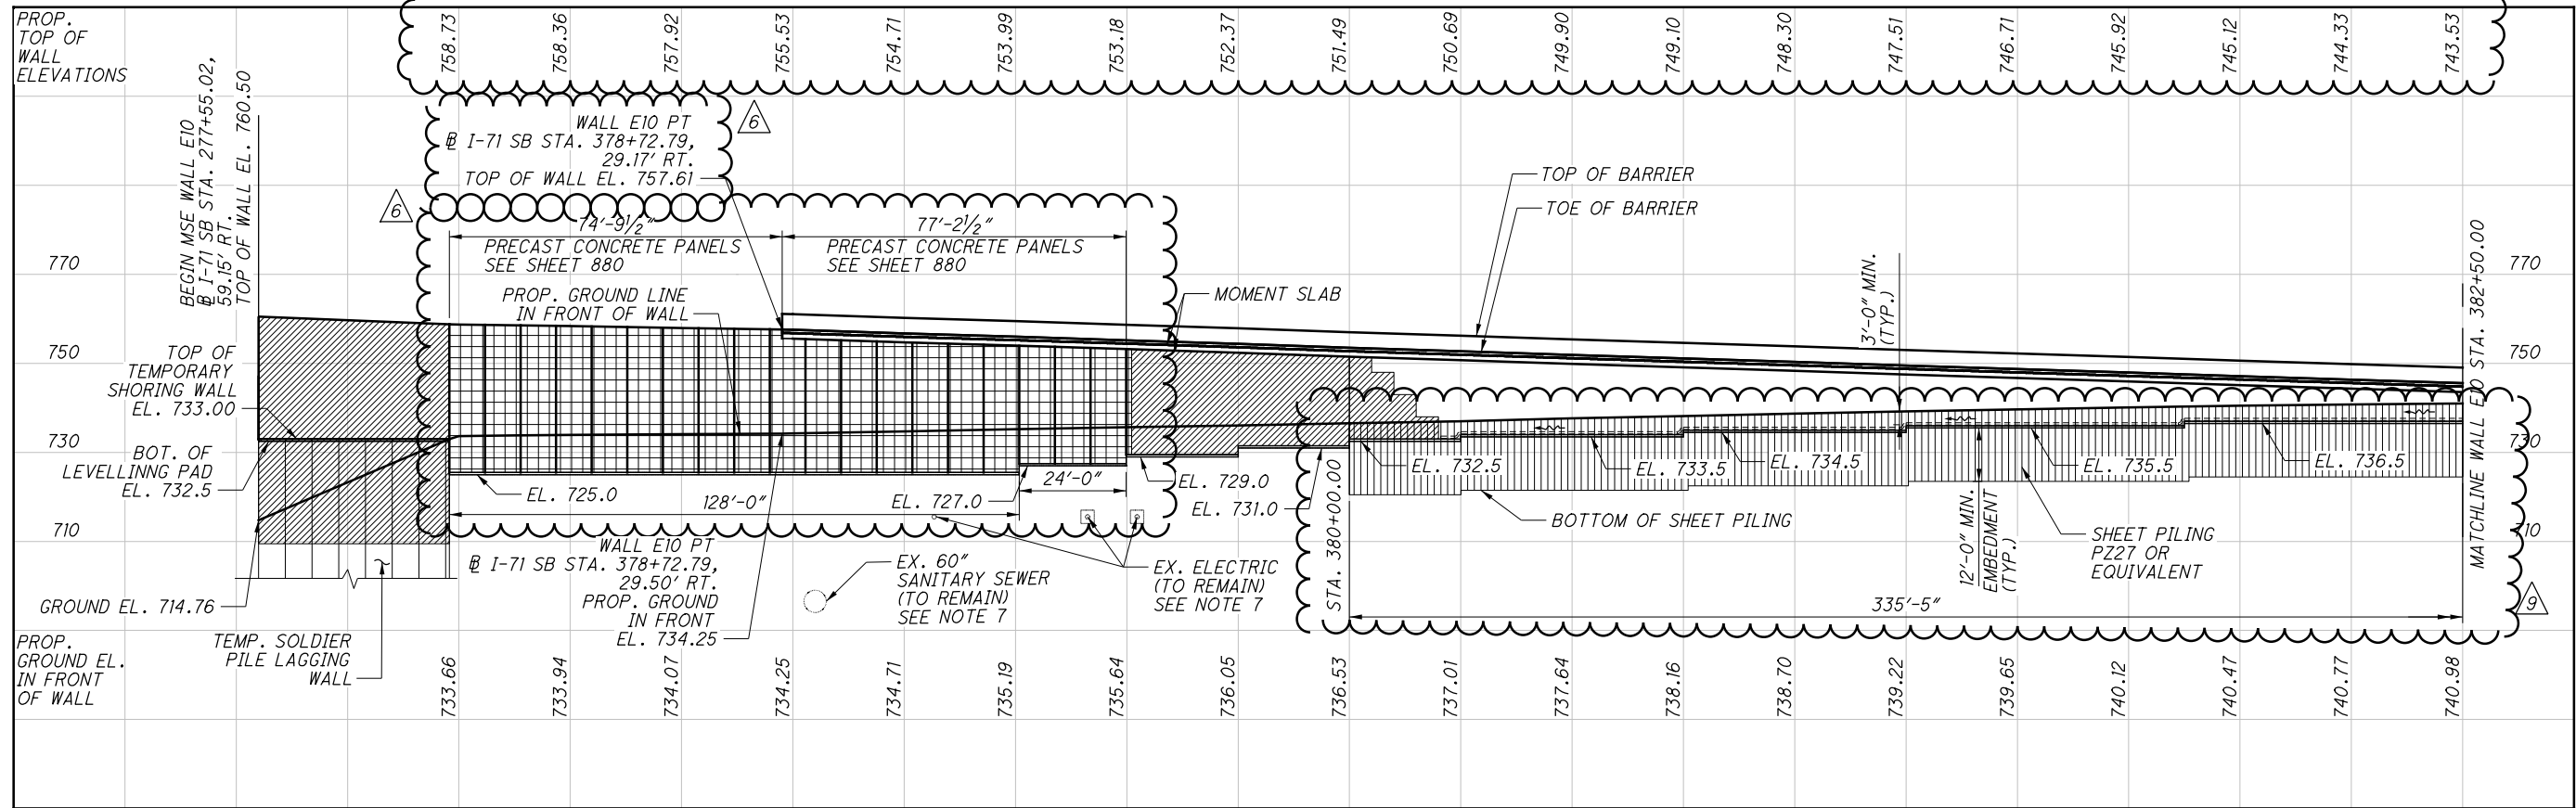 PROP.
TOP OF
WALL
ELEVATIONS
758.73
758.36
757.92
755.53
754.71
753.99
753.18
752.37
751.49
750.69
749.90
749.10
748.30
747.51
746.71
745.92
745.12
744.33
743.53
BEGIN MSE WALL E10
℄ I-71 SB STA. 277+55.02,
59.15' RT.
TOP OF WALL EL. 760.50
WALL E10 PT
℄ I-71 SB STA. 378+72.79,
29.17' RT.
TOP OF WALL EL. 757.61
6
6
74'-9½"
PRECAST CONCRETE PANELS
SEE SHEET 880
77'-2½"
PRECAST CONCRETE PANELS
SEE SHEET 880
TOP OF BARRIER
TOE OF BARRIER
770
770
PROP. GROUND LINE
IN FRONT OF WALL
MOMENT SLAB
3'-0" MIN.
(TYP.)
MATCHLINE WALL E10 STA. 382+50.00
750
750
TOP OF
TEMPORARY
SHORING WALL
EL. 733.00
730
730
BOT. OF
LEVELLINNG PAD
EL. 732.5
EL. 725.0
128'-0"
EL. 727.0
24'-0"
EL. 729.0
EL. 731.0
EL. 732.5
EL. 733.5
EL. 734.5
EL. 735.5
EL. 736.5
STA. 380+00.00
BOTTOM OF SHEET PILING
12'-0" MIN.
EMBEDMENT
(TYP.)
SHEET PILING
PZ27 OR
EQUIVALENT
710
710
WALL E10 PT
℄ I-71 SB STA. 378+72.79,
29.50' RT.
PROP. GROUND
IN FRONT
EL. 734.25
EX. 60"
SANITARY SEWER
(TO REMAIN)
SEE NOTE 7
EX. ELECTRIC
(TO REMAIN)
SEE NOTE 7
335'-5"
9
GROUND EL. 714.76
TEMP. SOLDIER
PILE LAGGING
WALL
PROP.
GROUND EL.
IN FRONT
OF WALL
733.66
733.94
734.07
734.25
734.71
735.19
735.64
736.05
736.53
737.01
737.64
738.16
738.70
739.22
739.65
740.12
740.47
740.77
740.98